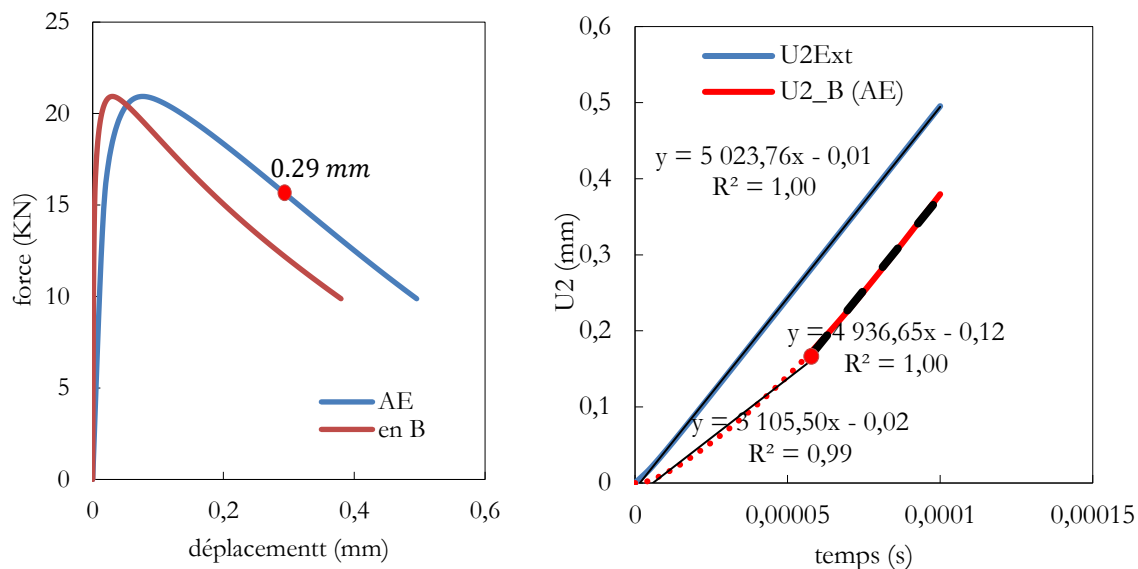 25
20
15
10
5
0
force (KN)
0.29 mm
AE
en B
0
0,2
0,4
0,6
déplacementt (mm)
0,6
0,5
0,4
0,3
0,2
0,1
0
U2 (mm)
U2Ext
U2_B (AE)
y = 5 023,76x - 0,01
R² = 1,00
y = 4 936,65x - 0,12
R² = 1,00
y = 3 105,50x - 0,02
R² = 0,99
0
0,00005
0,0001
0,00015
temps (s)